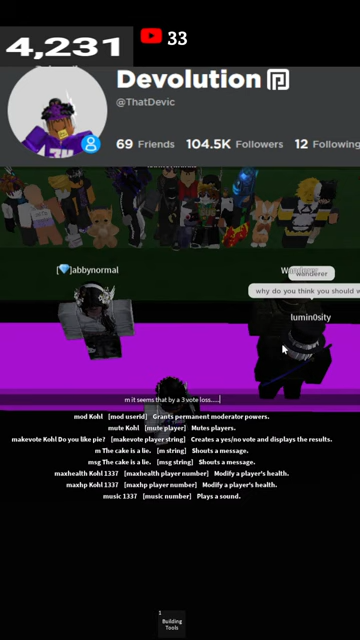 4,231
33
Devolution
@ThatDevic
69 Friends 104.5K Followers 12 Following
[💎]abbynormal
wanderer
why do you think you should w
lumin0sity
m it seems that by a 3 vote loss.....
mod Kohl [mod userid] Grants permanent moderator powers.
mute Kohl [mute player] Mutes players.
makevote Kohl Do you like pie? [makevote player string] Creates a yes/no vote and displays the results.
m The cake is a lie. [m string] Shouts a message.
msg The cake is a lie. [msg string] Shouts a message.
maxhealth Kohl 1337 [maxhealth player number] Modify a player's health.
maxhp Kohl 1337 [maxhp player number] Modify a player's health.
music 1337 [music number] Plays a sound.
1
Building
Tools